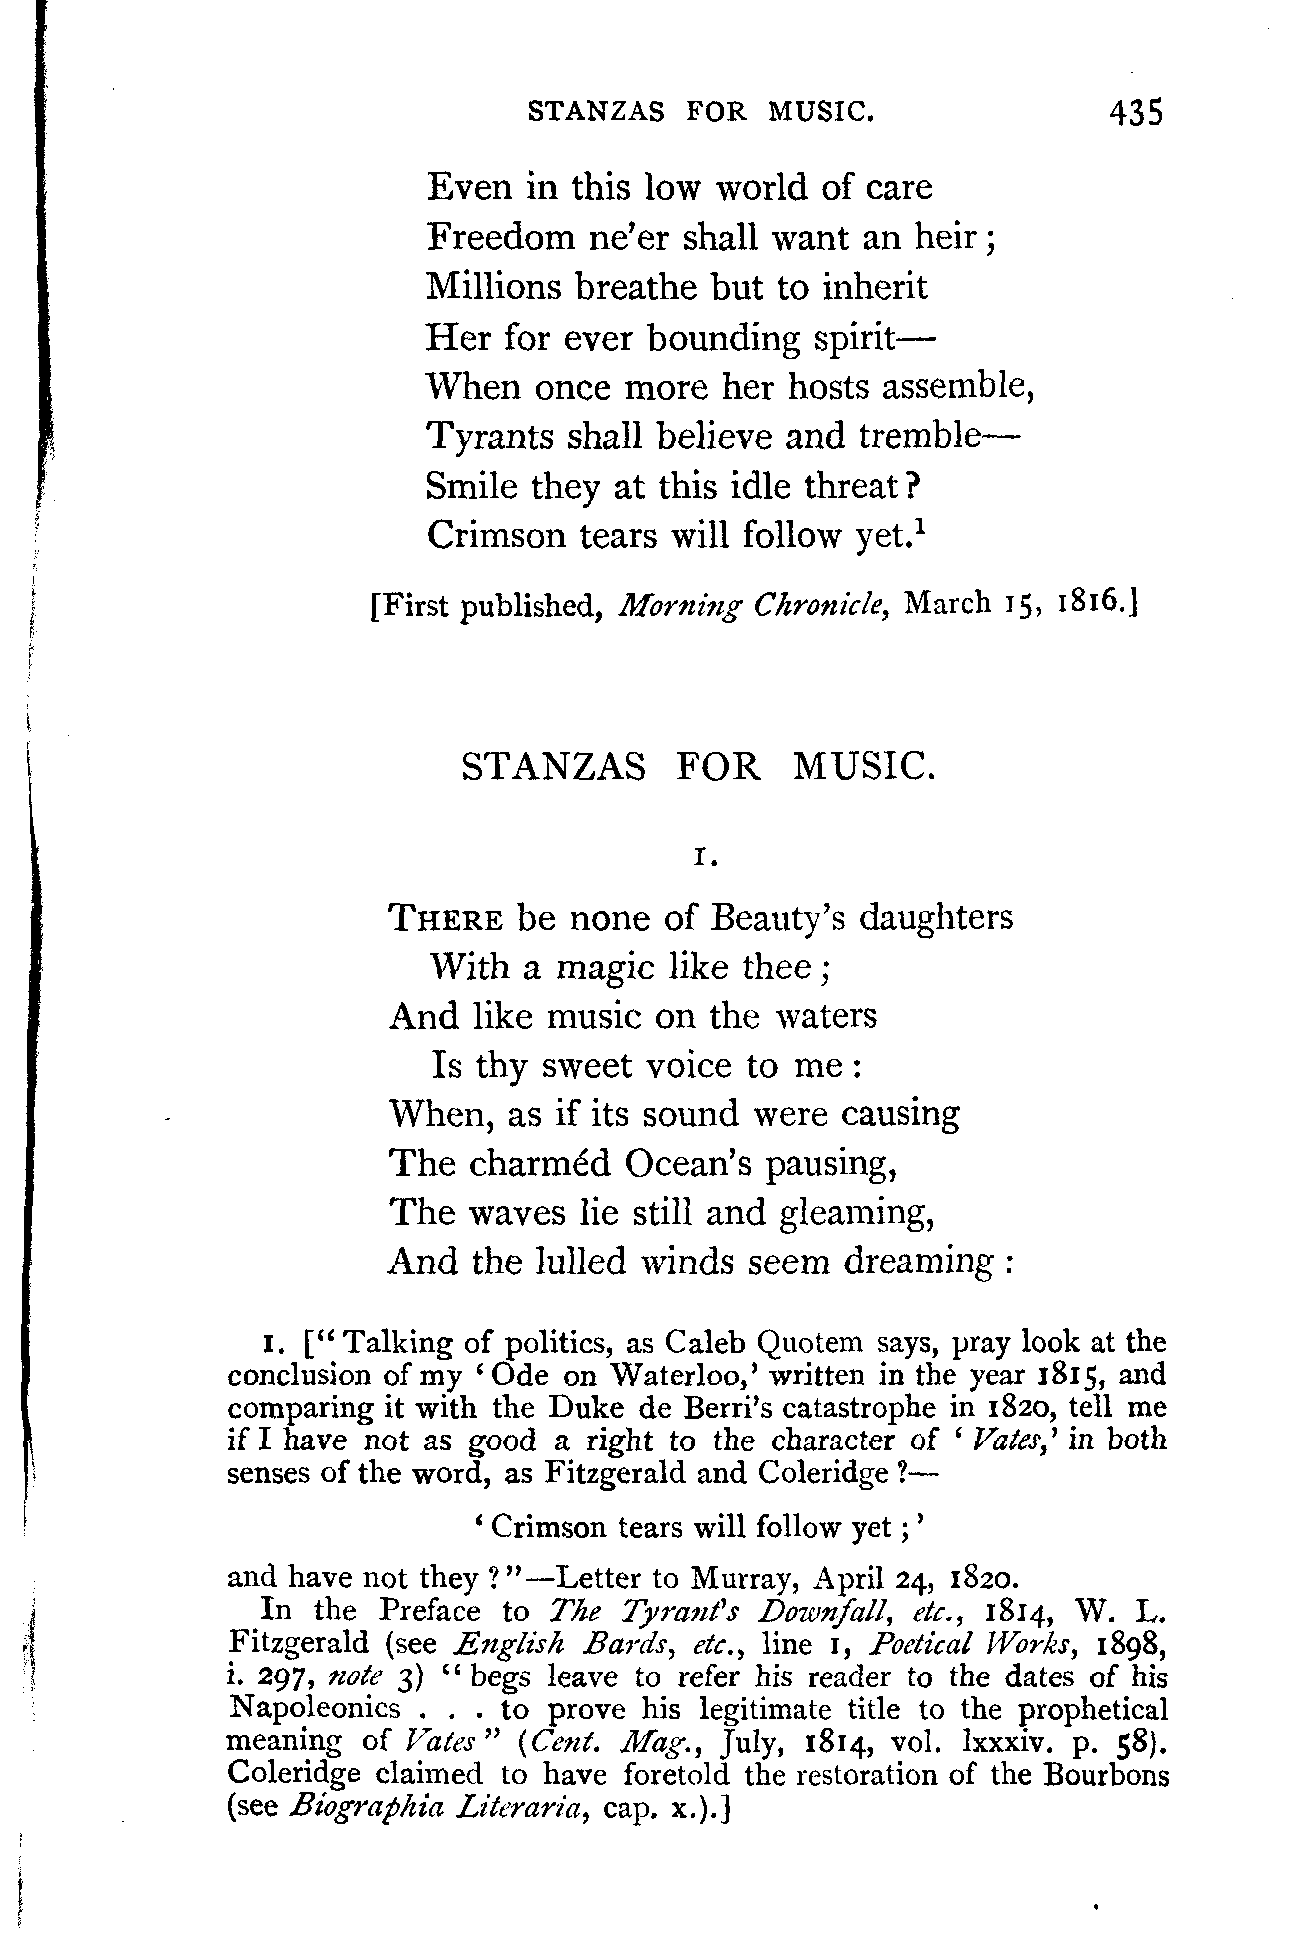 STANZAS FOR MUSIC. 435
Even in this low world of care
Freedom ne'er shall want an heir;
Millions breathe but to inherit
Her for ever bounding spirit—
When once more her hosts assemble,
Tyrants shall believe and tremble—
Smile they at this idle threat?
Crimson tears will follow yet.¹
[First published, Morning Chronicle, March 15, 1816.]
STANZAS FOR MUSIC.
1.
THERE be none of Beauty's daughters
With a magic like thee;
And like music on the waters
Is thy sweet voice to me:
When, as if its sound were causing
The charméd Ocean's pausing,
The waves lie still and gleaming,
And the lulled winds seem dreaming:
1. ["Talking of politics, as Caleb Quotem says, pray look at the
conclusion of my 'Ode on Waterloo,' written in the year 1815, and
comparing it with the Duke de Berri's catastrophe in 1820, tell me
if I have not as good a right to the character of 'Vates,' in both
senses of the word, as Fitzgerald and Coleridge?—
'Crimson tears will follow yet;'
and have not they?"—Letter to Murray, April 24, 1820.
In the Preface to The Tyrant's Downfall, etc., 1814, W. L.
Fitzgerald (see English Bards, etc., line 1, Poetical Works, 1898,
i. 297, note 3) "begs leave to refer his reader to the dates of his
Napoleonics . . . to prove his legitimate title to the prophetical
meaning of Vates" (Cent. Mag., July, 1814, vol. lxxxiv. p. 58).
Coleridge claimed to have foretold the restoration of the Bourbons
(see Biographia Literaria, cap. x.).]